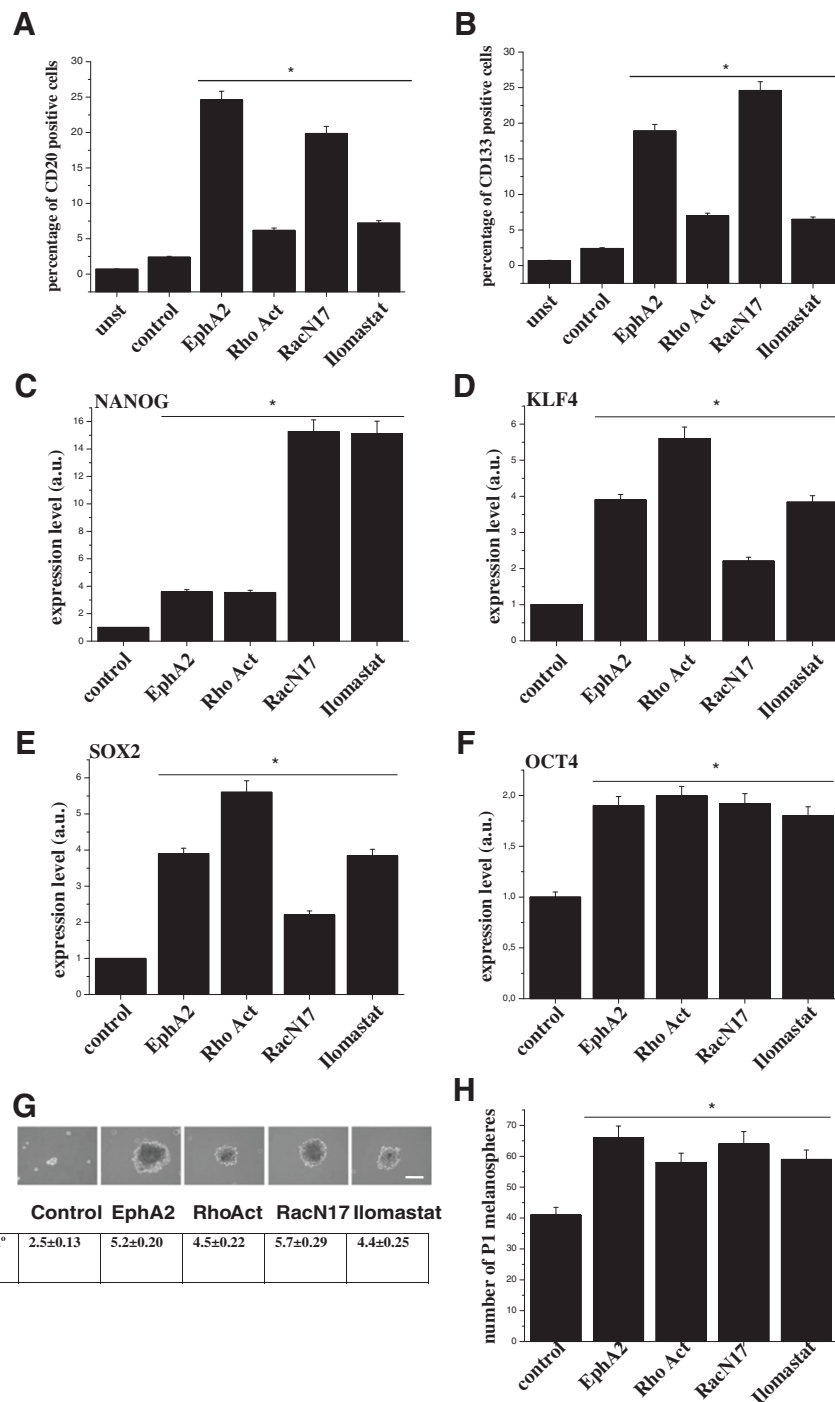 A
percentage of CD20 positive cells
30
25
20
15
10
5
0
*
unst
control
EphA2
Rho Act
RacN17
Ilomastat
B
percentage of CD133 positive cells
30
25
20
15
10
5
0
*
unst
control
EphA2
Rho Act
RacN17
Ilomastat
C
NANOG
expression level (a.u.)
16
14
12
10
8
6
4
2
0
*
control
EphA2
Rho Act
RacN17
Ilomastat
D
KLF4
expression level (a.u.)
6
5
4
3
2
1
0
*
control
EphA2
Rho Act
RacN17
Ilomastat
E
SOX2
expression level (a.u.)
6
5
4
3
2
1
0
*
control
EphA2
Rho Act
RacN17
Ilomastat
F
OCT4
expression level (a.u.)
2,0
1,5
1,0
0,5
0,0
*
control
EphA2
Rho Act
RacN17
Ilomastat
G
Control EphA2 RhoAct RacN17 Ilomastat
2.5±0.13 5.2±0.20 4.5±0.22 5.7±0.29 4.4±0.25
H
number of P1 melanospheres
70
60
50
40
30
20
10
0
*
control
EphA2
Rho Act
RacN17
Ilomastat